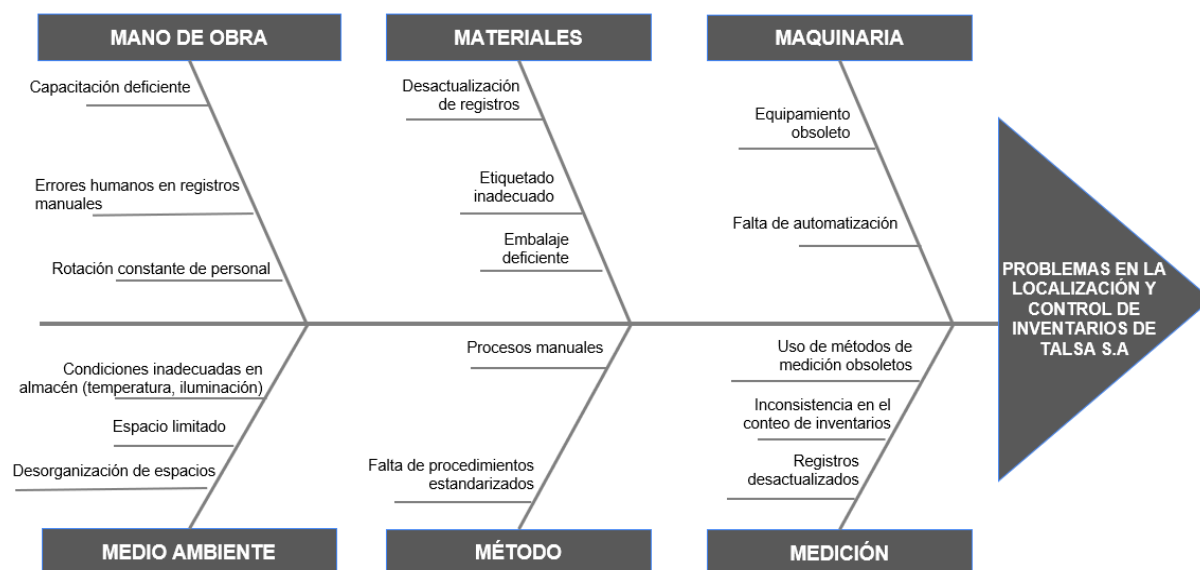 MANO DE OBRA
MATERIALES
MAQUINARIA
Capacitación deficiente
Errores humanos en registros
manuales
Rotación constante de personal
Desactualización
de registros
Etiquetado
inadecuado
Embalaje
deficiente
Equipamiento
obsoleto
Falta de automatización
PROBLEMAS EN LA
LOCALIZACIÓN Y
CONTROL DE
INVENTARIOS DE
TALSA S.A
Condiciones inadecuadas en
almacén (temperatura, iluminación)
Espacio limitado
Desorganización de espacios
Procesos manuales
Falta de procedimientos
estandarizados
Uso de métodos de
medición obsoletos
Inconsistencia en el
conteo de inventarios
Registros
desactualizados
MEDIO AMBIENTE
MÉTODO
MEDICIÓN